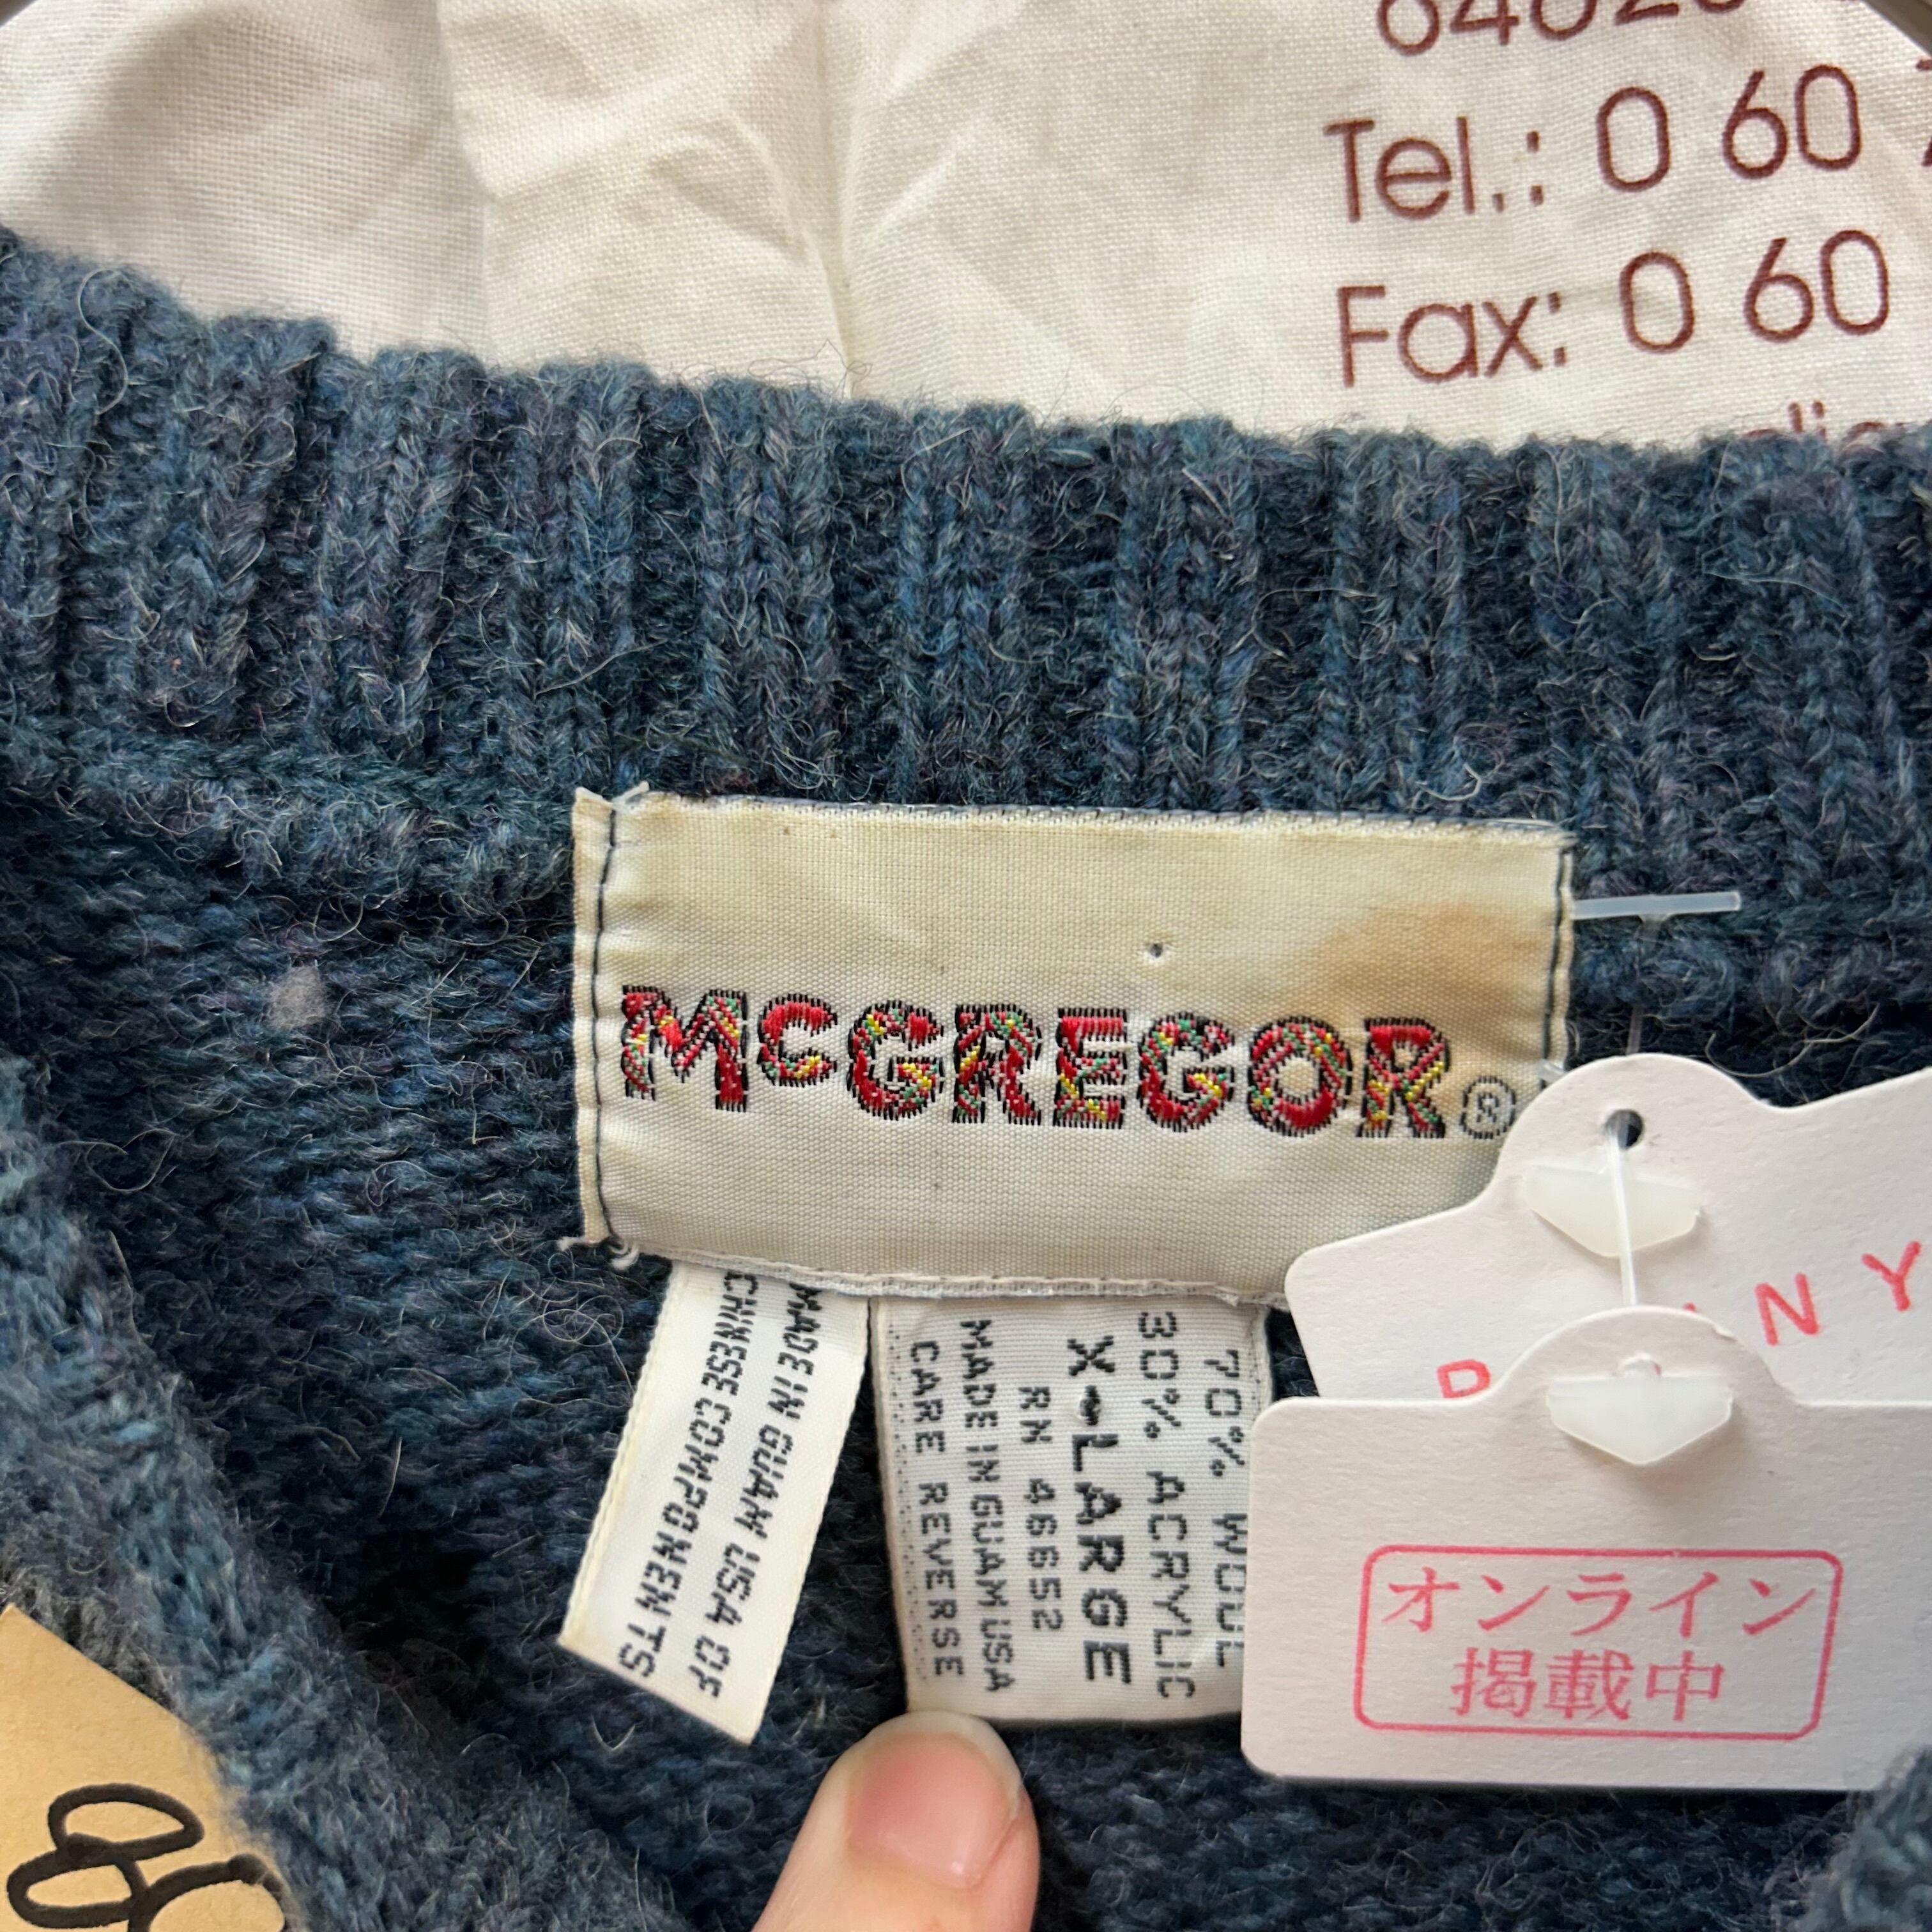 Tel.: 0 60
Fax: 0 60
McGREGOR®
MADE IN GUAM USA OF
CHINESE COMPONENTS
70% WOOL
30% ACRYLIC
X-LARGE
RN 46652
MADE IN GUAM USA
CARE REVERSE
オンライン
掲載中